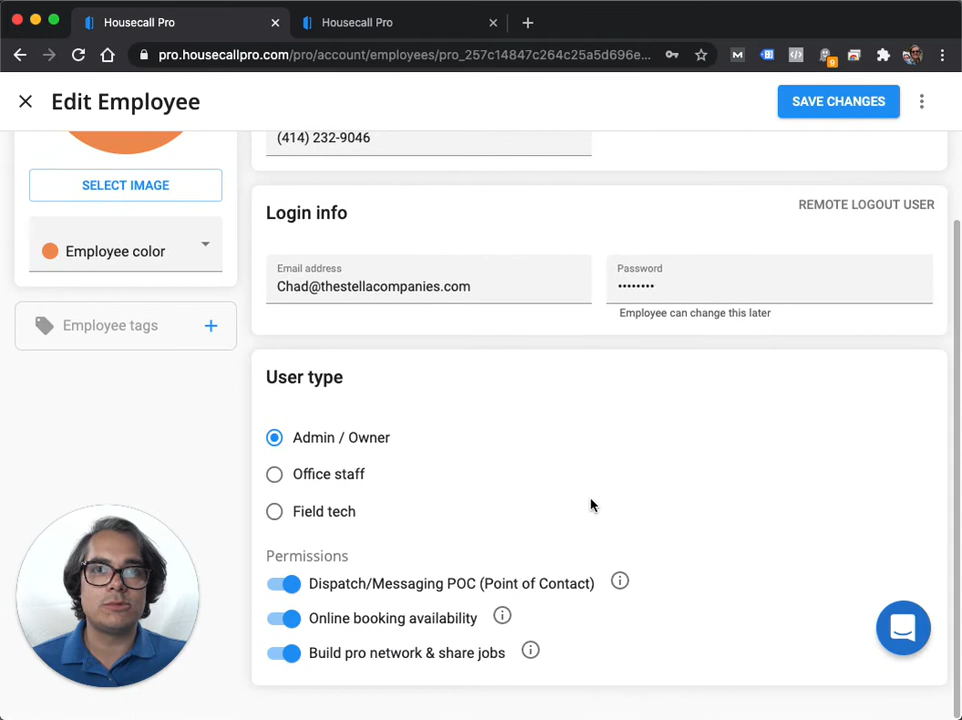 Housecall Pro
Housecall Pro
pro.housecallpro.com/pro/account/employees/pro_257c14847c264c25a5d696e...
M
9
Edit Employee
SAVE CHANGES
(414) 232-9046
SELECT IMAGE
Employee color
Employee tags
Login info
REMOTE LOGOUT USER
Email address
Chad@thestellacompanies.com
Password
••••••••
Employee can change this later
User type
Admin / Owner
Office staff
Field tech
Permissions
Dispatch/Messaging POC (Point of Contact)
Online booking availability
Build pro network & share jobs